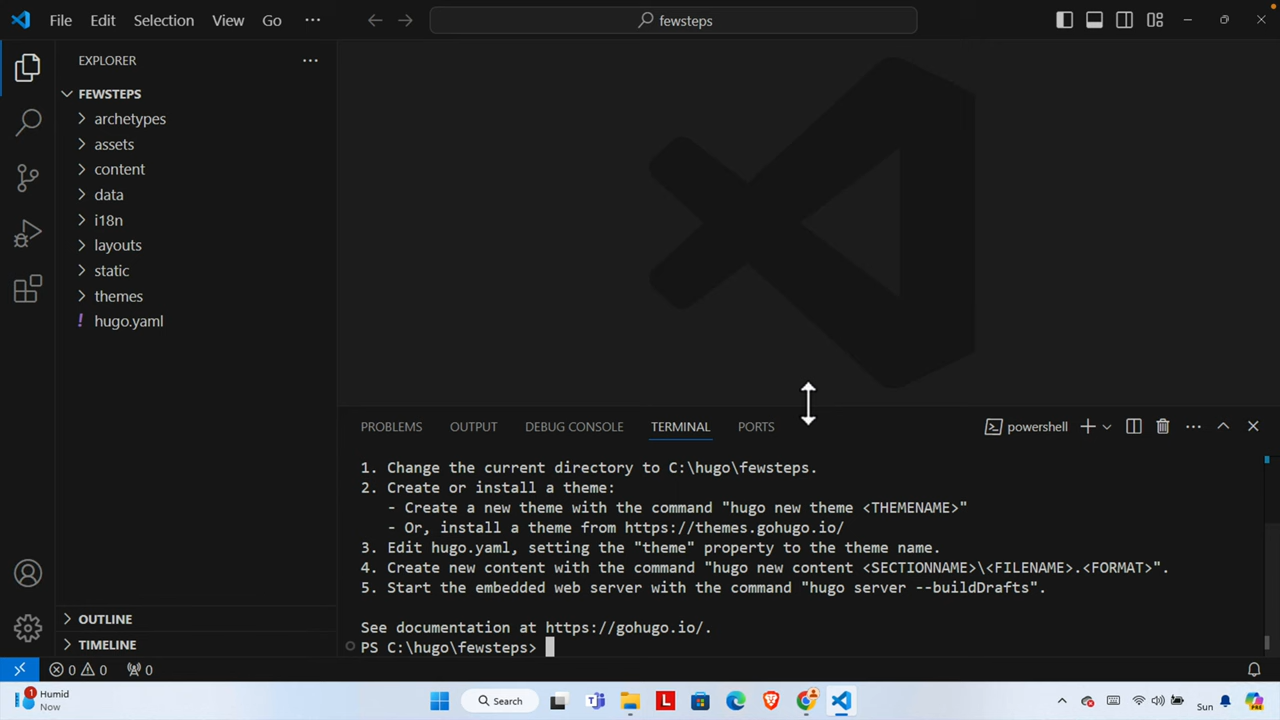 File Edit Selection View Go ···
fewsteps
EXPLORER
FEWSTEPS
archetypes
assets
content
data
i18n
layouts
static
themes
! hugo.yaml
OUTLINE
TIMELINE
PROBLEMS OUTPUT DEBUG CONSOLE TERMINAL PORTS
powershell
1. Change the current directory to C:\hugo\fewsteps.
2. Create or install a theme:
- Create a new theme with the command "hugo new theme <THEMENAME>"
- Or, install a theme from https://themes.gohugo.io/
3. Edit hugo.yaml, setting the "theme" property to the theme name.
4. Create new content with the command "hugo new content <SECTIONNAME>\<FILENAME>.<FORMAT>".
5. Start the embedded web server with the command "hugo server --buildDrafts".
See documentation at https://gohugo.io/.
PS C:\hugo\fewsteps>
0 0 0
1
Humid
Now
Search
L
Sun
PRE